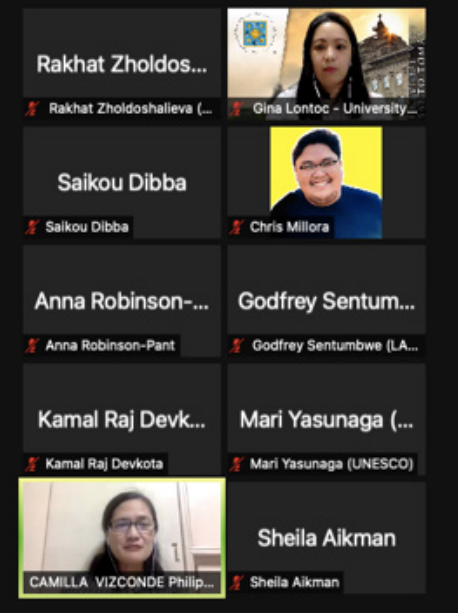 Rakhat Zholdos...
Rakhat Zholdoshalieva (...
Gina Lontoc - University...
Saikou Dibba
Saikou Dibba
Chris Millora
Anna Robinson-...
Anna Robinson-Pant
Godfrey Sentum...
Godfrey Sentumbwe (LA...
Kamal Raj Devk...
Kamal Raj Devkota
Mari Yasunaga (...
Mari Yasunaga (UNESCO)
CAMILLA VIZCONDE Philip...
Sheila Aikman
Sheila Aikman